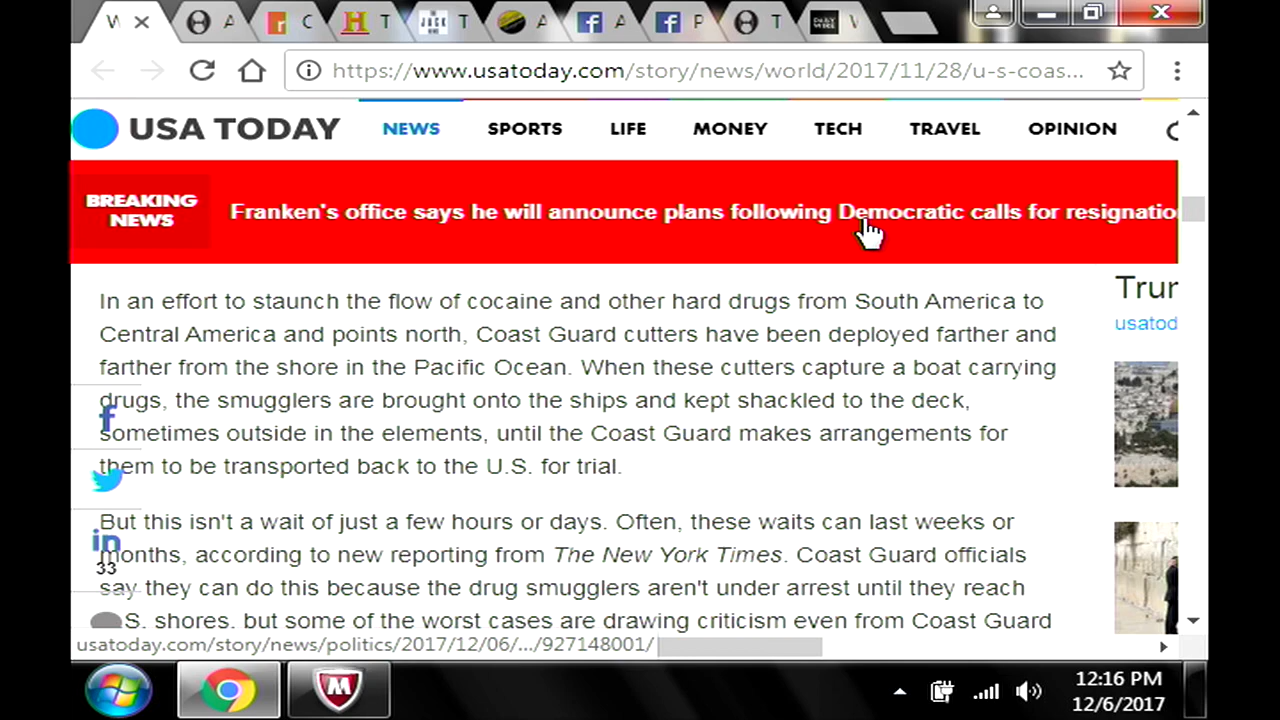 W
A
C
T
T
A
A
P
T
V
https://www.usatoday.com/story/news/world/2017/11/28/u-s-coas...
USA TODAY NEWS SPORTS LIFE MONEY TECH TRAVEL OPINION
BREAKING
NEWS
Franken's office says he will announce plans following Democratic calls for resignatio
In an effort to staunch the flow of cocaine and other hard drugs from South America to
Central America and points north, Coast Guard cutters have been deployed farther and
farther from the shore in the Pacific Ocean. When these cutters capture a boat carrying
drugs, the smugglers are brought onto the ships and kept shackled to the deck,
sometimes outside in the elements, until the Coast Guard makes arrangements for
them to be transported back to the U.S. for trial.
But this isn't a wait of just a few hours or days. Often, these waits can last weeks or
months, according to new reporting from The New York Times. Coast Guard officials
say they can do this because the drug smugglers aren't under arrest until they reach
S. shores, but some of the worst cases are drawing criticism even from Coast Guard
33
Trur
usatod
usatoday.com/story/news/politics/2017/12/06/.../927148001/
12:16 PM
12/6/2017